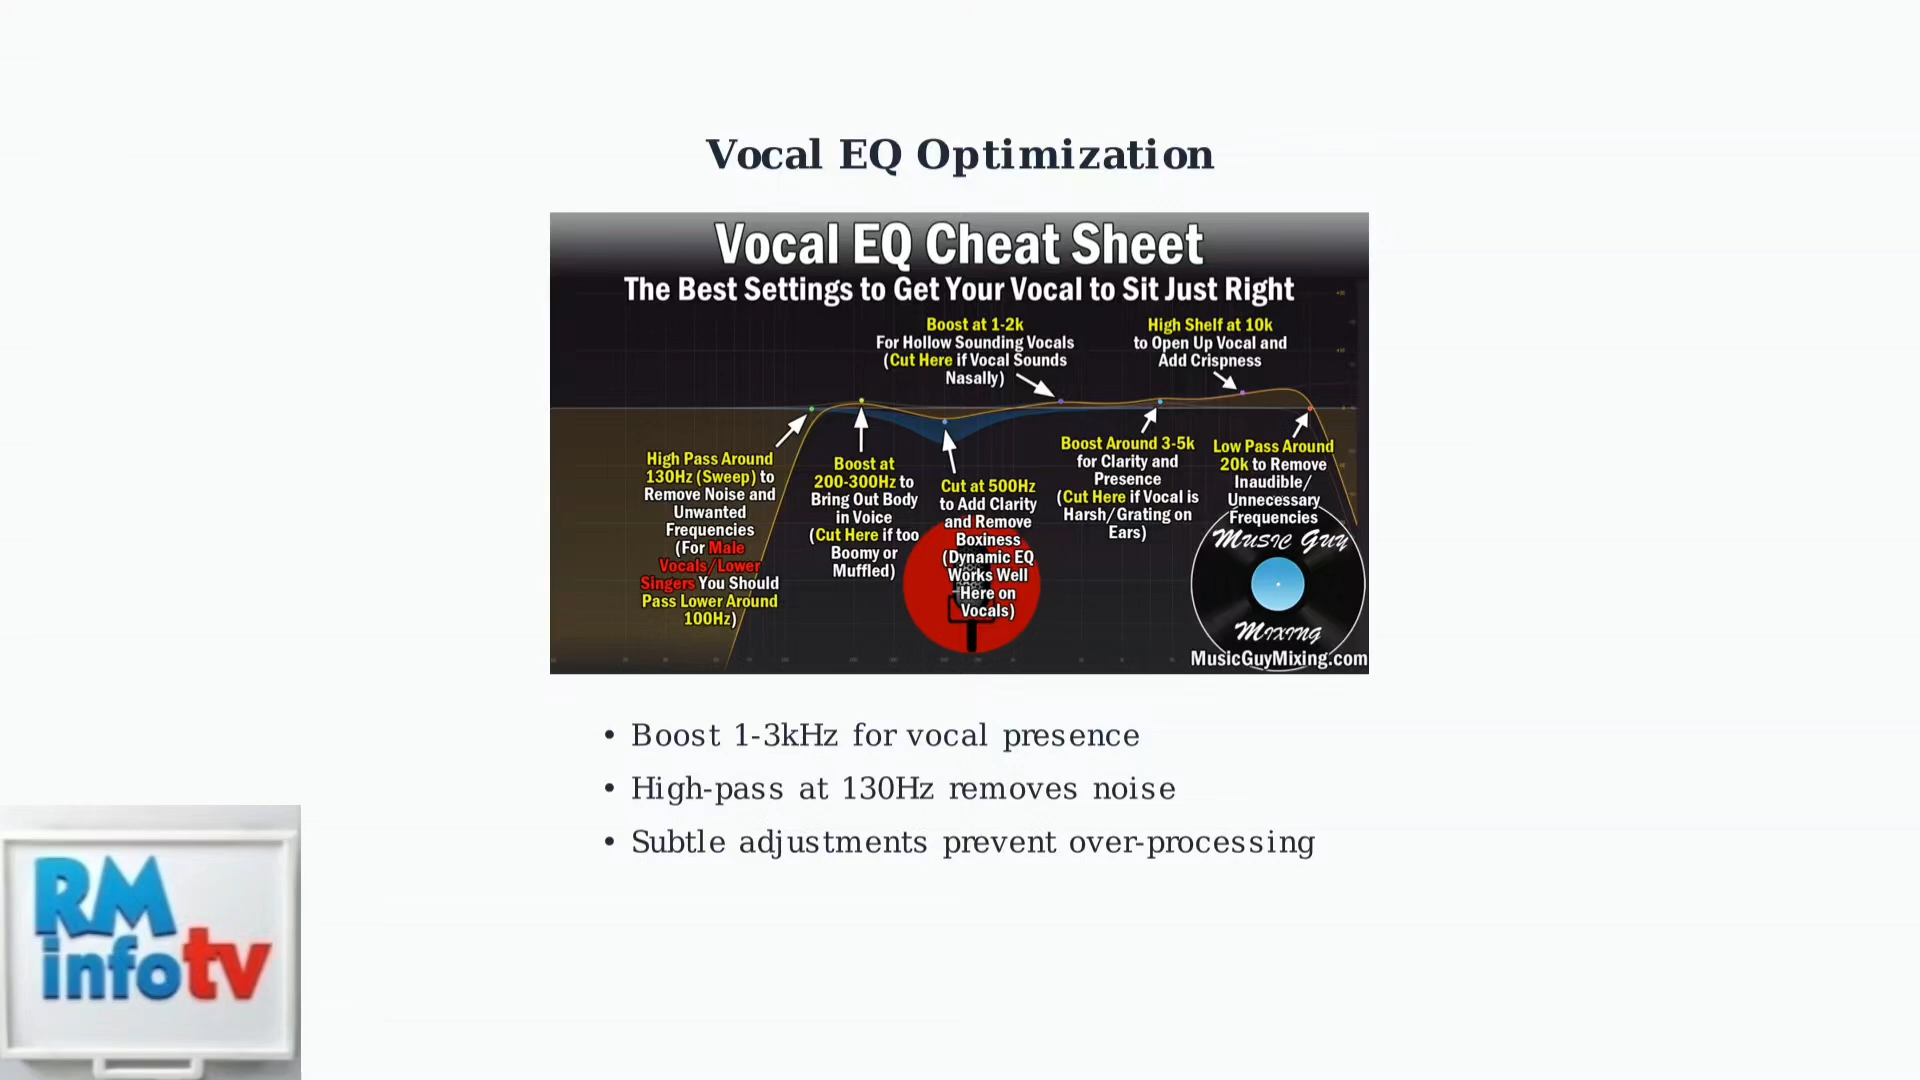 Vocal EQ Optimization
Vocal EQ Cheat Sheet
The Best Settings to Get Your Vocal to Sit Just Right
Boost at 1-2k
For Hollow Sounding Vocals
(Cut Here if Vocal Sounds
Nasally)
High Shelf at 10k
to Open Up Vocal and
Add Crispness
High Pass Around
130Hz (Sweep) to
Remove Noise and
Unwanted
Frequencies
(For Male
Vocals/Lower
Singers You Should
Pass Lower Around
100Hz)
Boost at
200-300Hz to
Bring Out Body
in Voice
(Cut Here if too
Boomy or
Muffled)
Cut at 500Hz
to Add Clarity
and Remove
Boxiness
(Dynamic EQ
Works Well
Here on
Vocals)
Boost Around 3-5k
for Clarity and
Presence
(Cut Here if Vocal is
Harsh/Grating on
Ears)
Low Pass Around
20k to Remove
Inaudible/
Unnecessary
Frequencies
Music Guy
Mixing
MusicGuyMixing.com
• Boost 1-3kHz for vocal presence
• High-pass at 130Hz removes noise
• Subtle adjustments prevent over-processing
RM
infotv